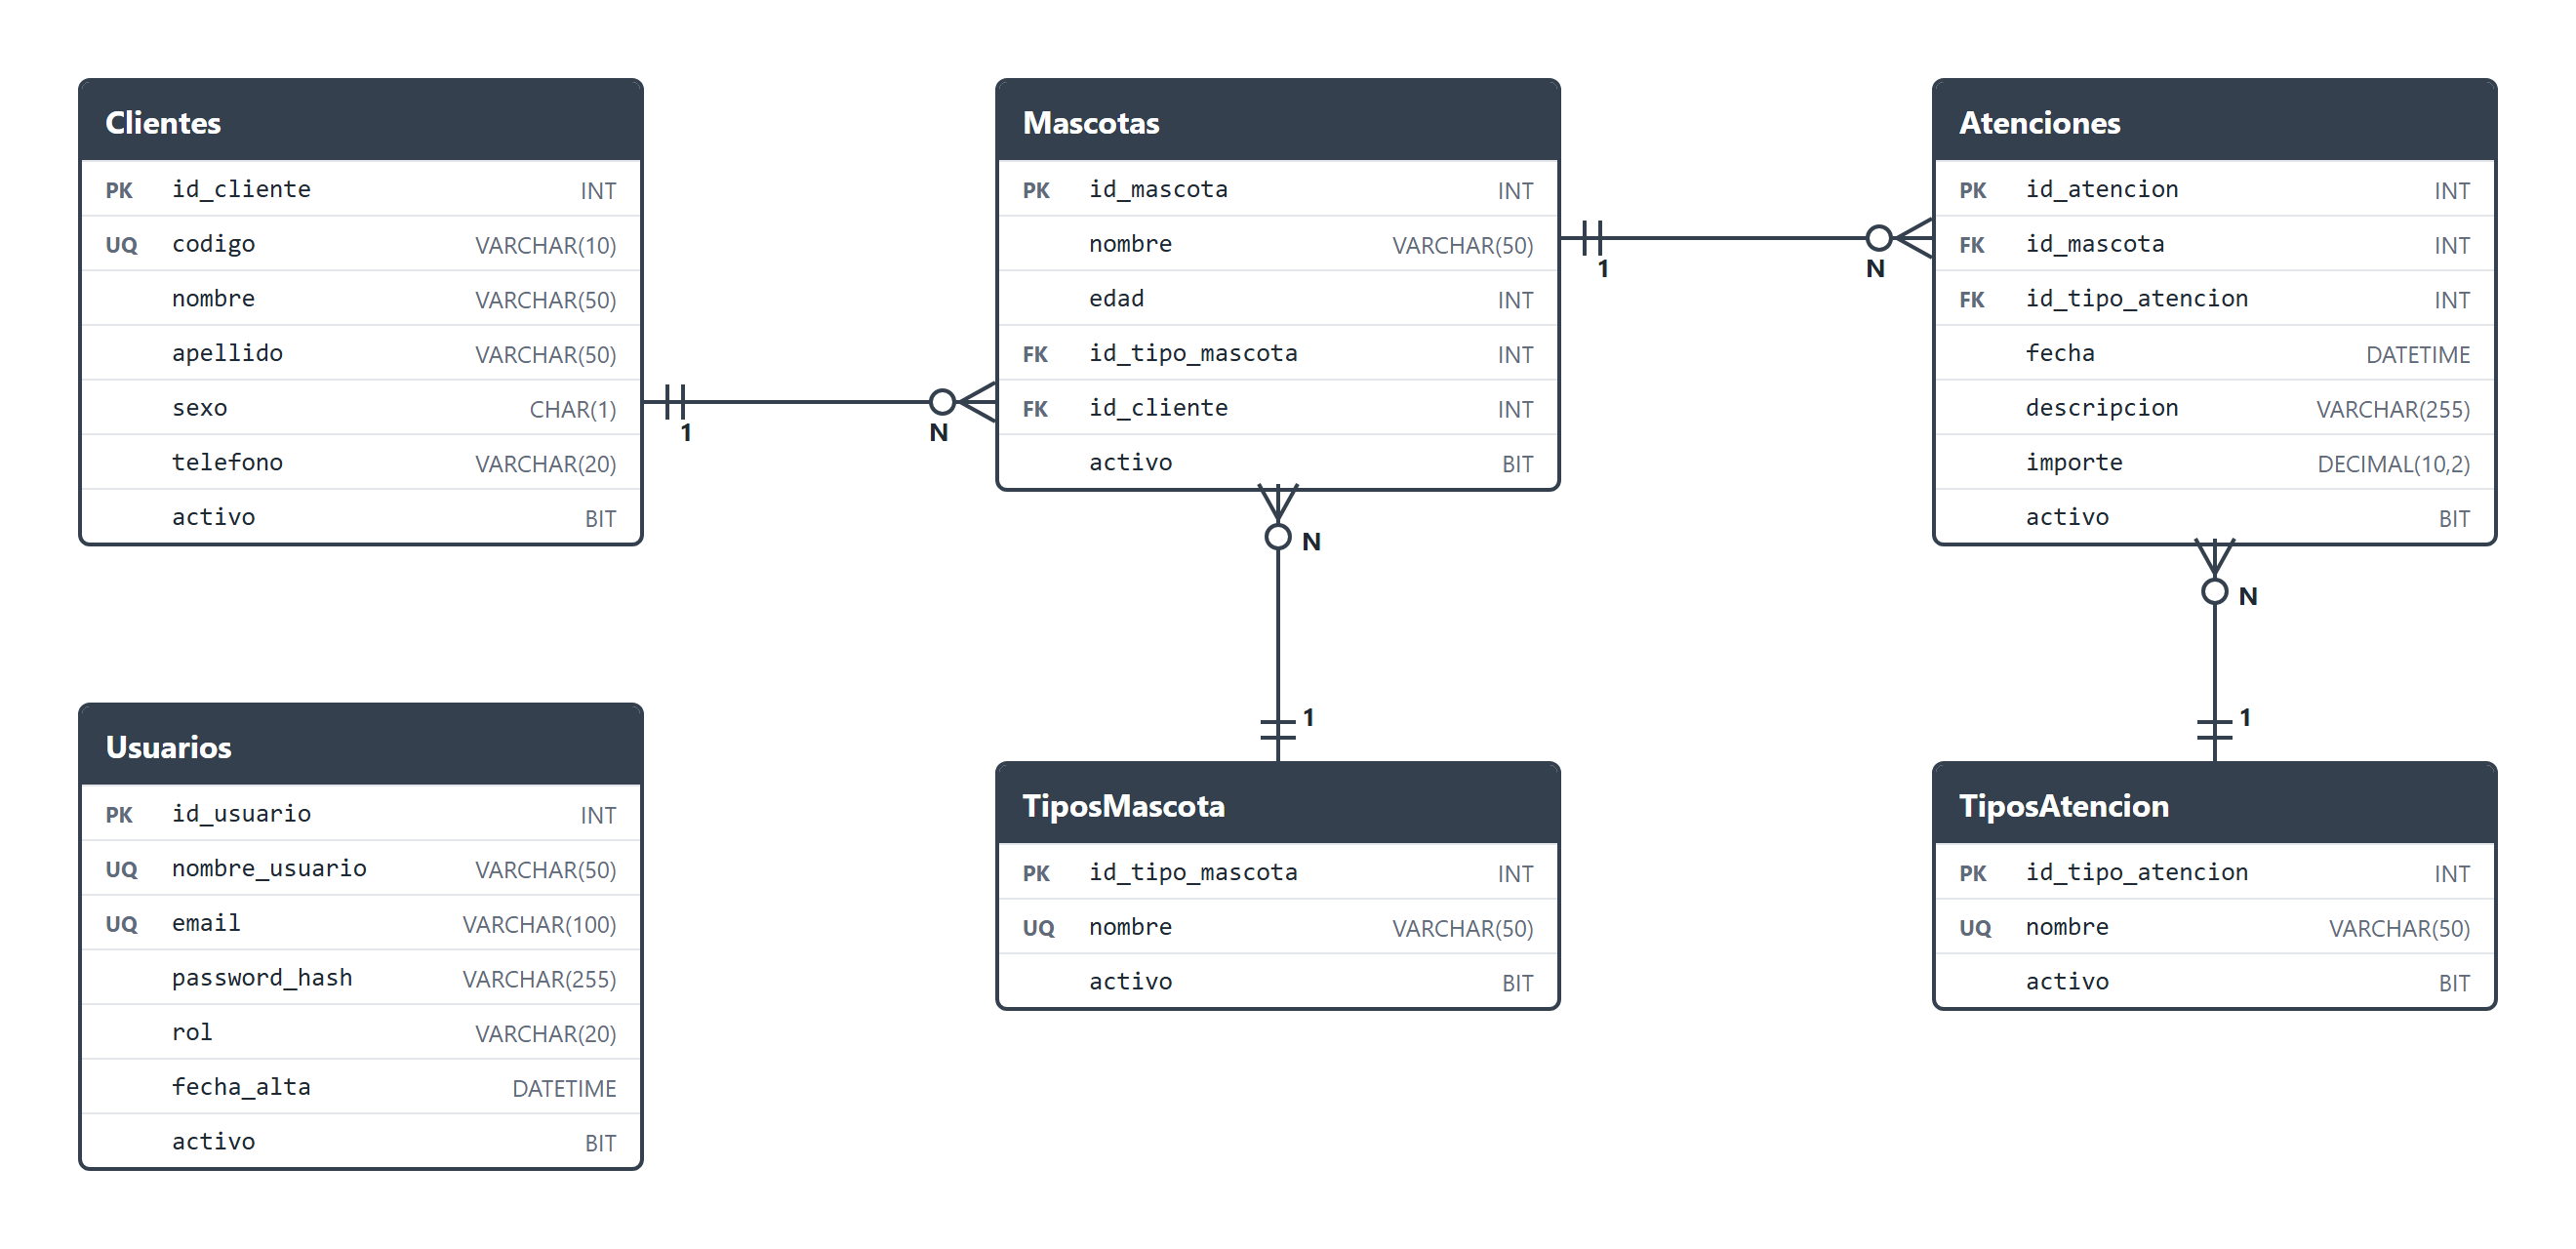 Clientes
PK id_cliente INT
UQ codigo VARCHAR(10)
nombre VARCHAR(50)
apellido VARCHAR(50)
sexo CHAR(1)
telefono VARCHAR(20)
activo BIT
1
N
Mascotas
PK id_mascota INT
nombre VARCHAR(50)
edad INT
FK id_tipo_mascota INT
FK id_cliente INT
activo BIT
1
N
Atenciones
PK id_atencion INT
FK id_mascota INT
FK id_tipo_atencion INT
fecha DATETIME
descripcion VARCHAR(255)
importe DECIMAL(10,2)
activo BIT
N
1
N
1
Usuarios
PK id_usuario INT
UQ nombre_usuario VARCHAR(50)
UQ email VARCHAR(100)
password_hash VARCHAR(255)
rol VARCHAR(20)
fecha_alta DATETIME
activo BIT
TiposMascota
PK id_tipo_mascota INT
UQ nombre VARCHAR(50)
activo BIT
TiposAtencion
PK id_tipo_atencion INT
UQ nombre VARCHAR(50)
activo BIT